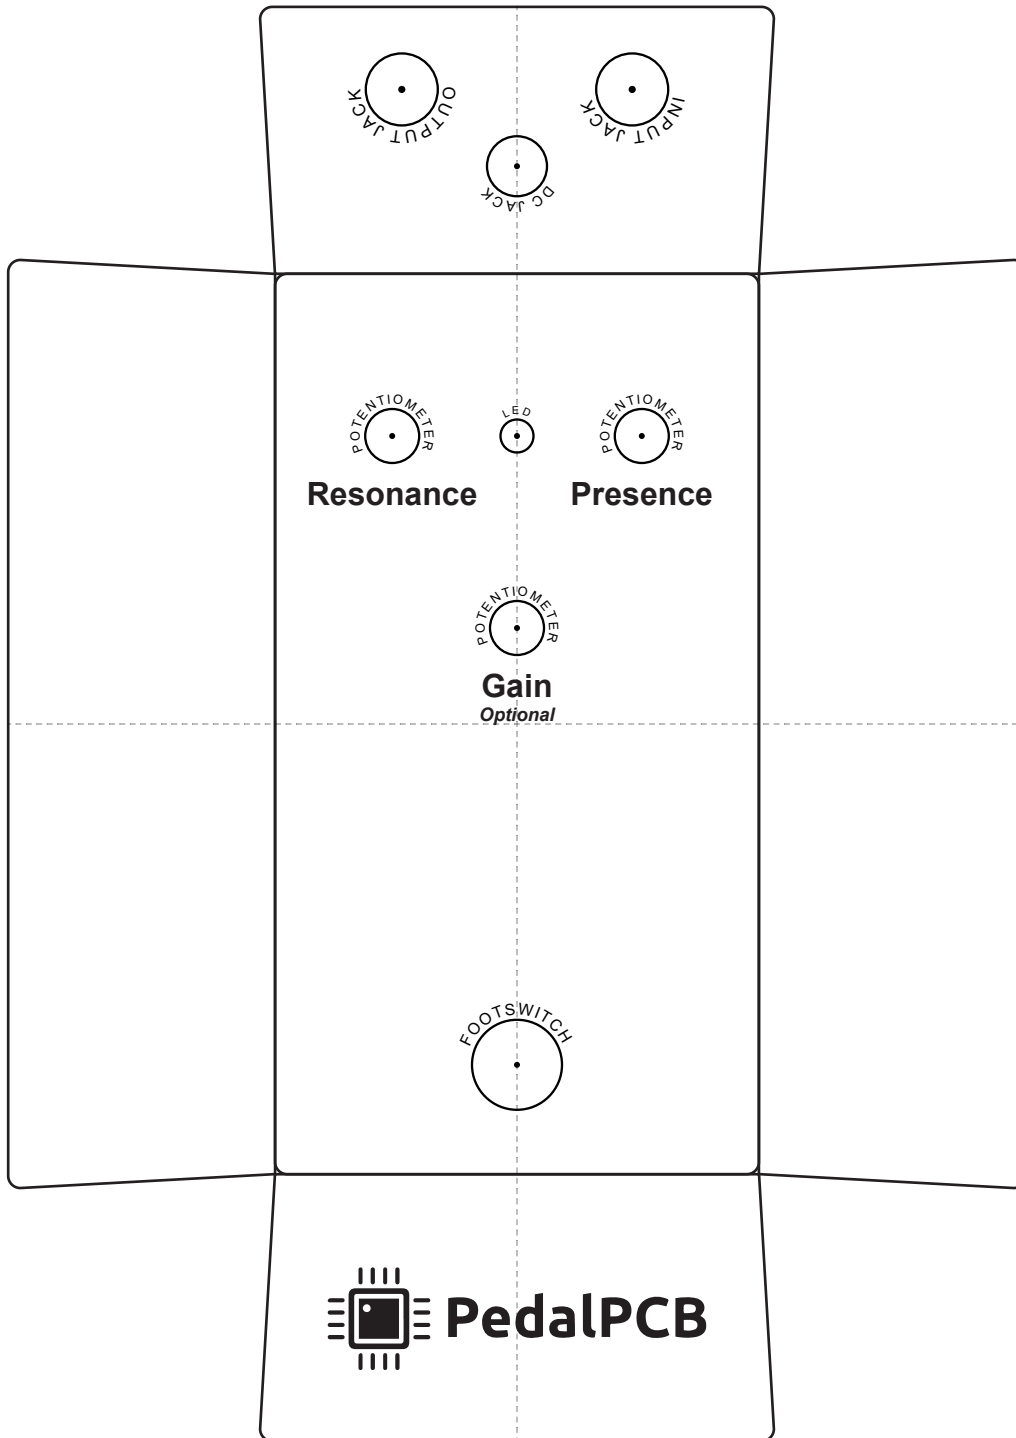 OUTPUT JACK
INPUT JACK
DC JACK
POTENTIOMETER
LED
POTENTIOMETER
Resonance
Presence
POTENTIOMETER
Gain
Optional
FOOTSWITCH
PedalPCB